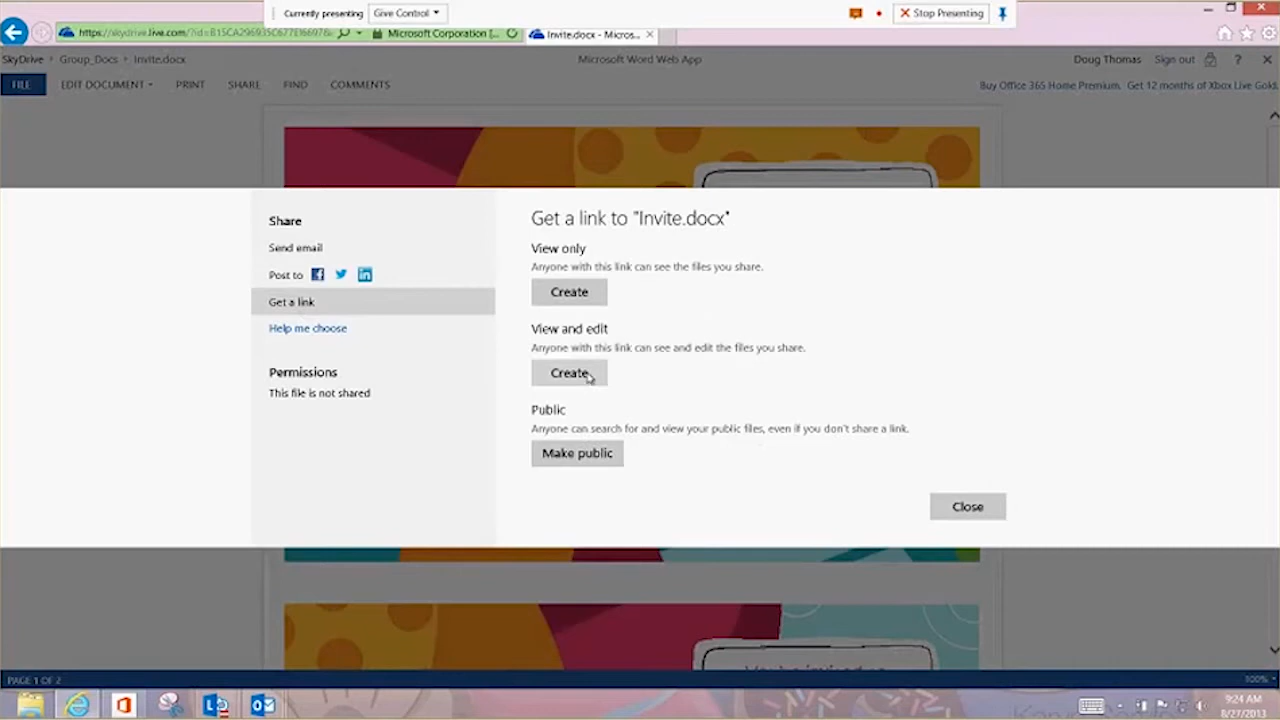 Currently presenting Give Control Stop Presenting
Microsoft Corporation [... Invite.docx - Micros...
SkyDrive Group_Docs Invite.docx Microsoft Word Web App Doug Thomas Sign out ?
FILE EDIT DOCUMENT PRINT SHARE FIND COMMENTS Buy Office 365 Home Premium. Get 12 months of Xbox Live Gold.
Share
Send email
Post to
Get a link
Help me choose
Permissions
This file is not shared
Get a link to "Invite.docx"
View only
Anyone with this link can see the files you share.
Create
View and edit
Anyone with this link can see and edit the files you share.
Create
Public
Anyone can search for and view your public files, even if you don't share a link.
Make public
Close
PAGE 1 OF 2 100%
9:24 AM
8/27/2013